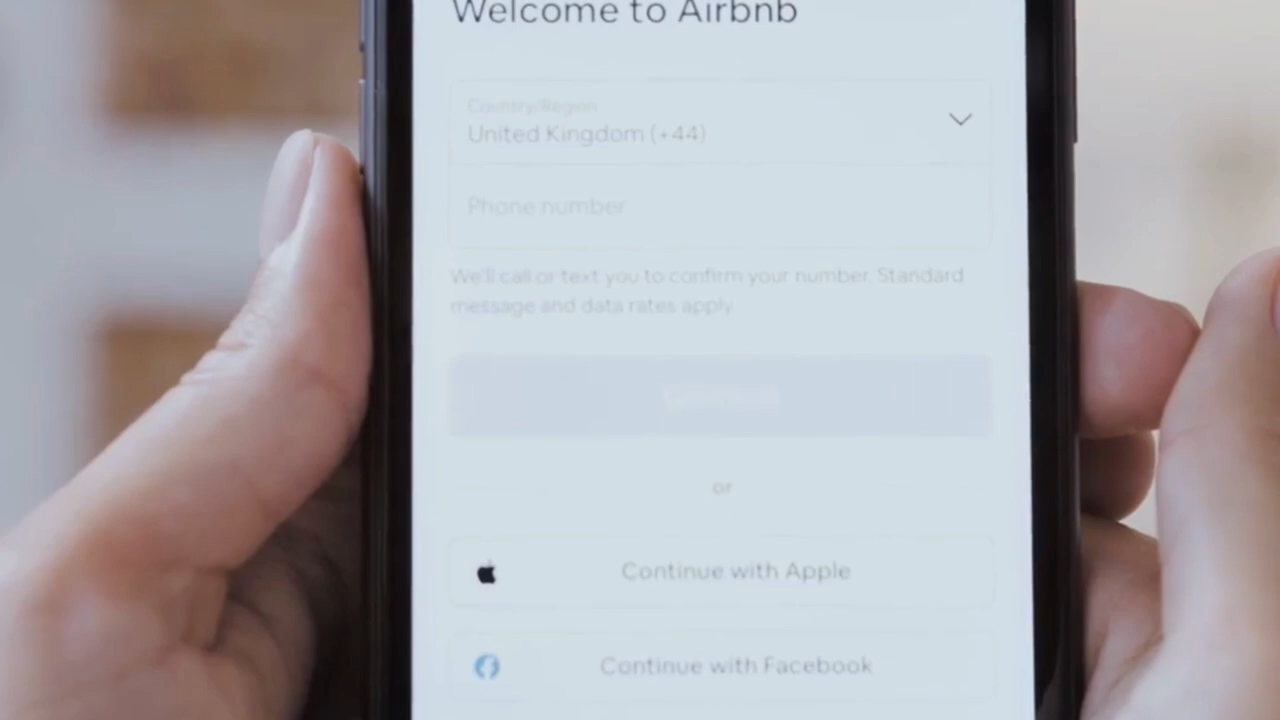 Welcome to Airbnb
Country/Region
United Kingdom (+44)
Phone number
We'll call or text you to confirm your number. Standard
message and data rates apply
or
Continue with Apple
Continue with Facebook